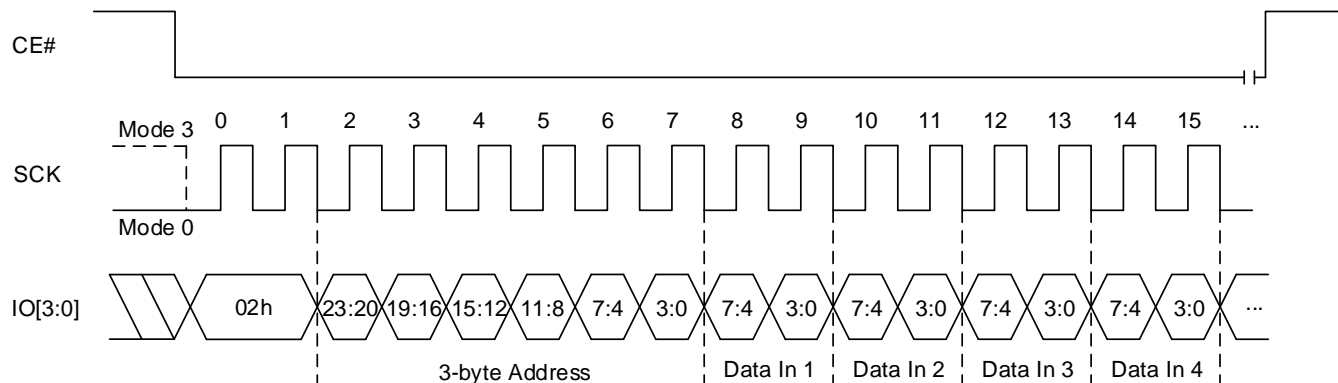 CE#
0 1 2 3 4 5 6 7 8 9 10 11 12 13 14 15 ...
Mode 3
SCK
Mode 0
IO[3:0] 02h 23:20 19:16 15:12 11:8 7:4 3:0 7:4 3:0 7:4 3:0 7:4 3:0 7:4 3:0 ...
3-byte Address Data In 1 Data In 2 Data In 3 Data In 4